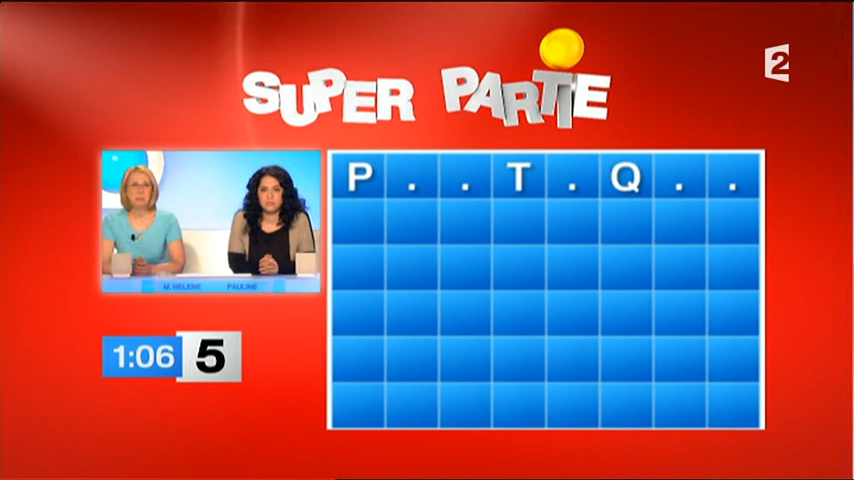 SUPER PARTIE
2
P . . T . Q . .
M. HELENE PAULINE
1:06 5